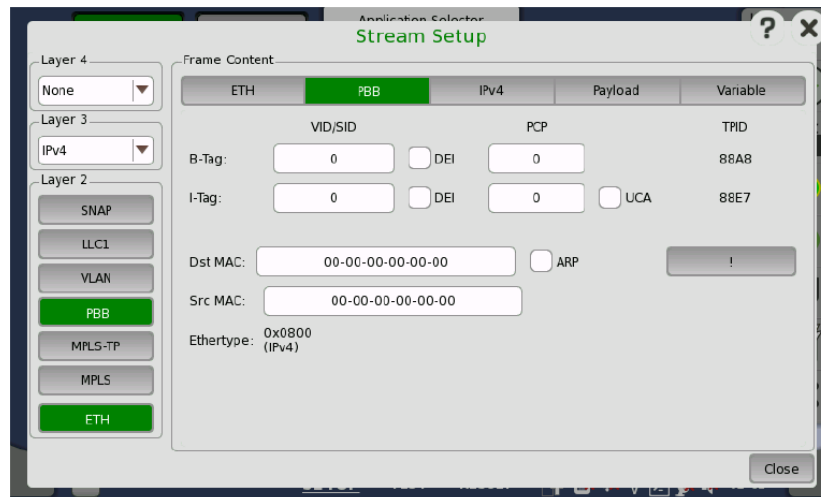 Application Selector
Stream Setup
?
X
Layer 4
None
Layer 3
IPv4
Layer 2
SNAP
LLC1
VLAN
PBB
MPLS-TP
MPLS
ETH
Frame Content
ETH PBB IPv4 Payload Variable
VID/SID PCP TPID
B-Tag: 0 DEI 0 88A8
I-Tag: 0 DEI 0 UCA 88E7
Dst MAC: 00-00-00-00-00-00 ARP !
Src MAC: 00-00-00-00-00-00
Ethertype: 0x0800
(IPv4)
Close